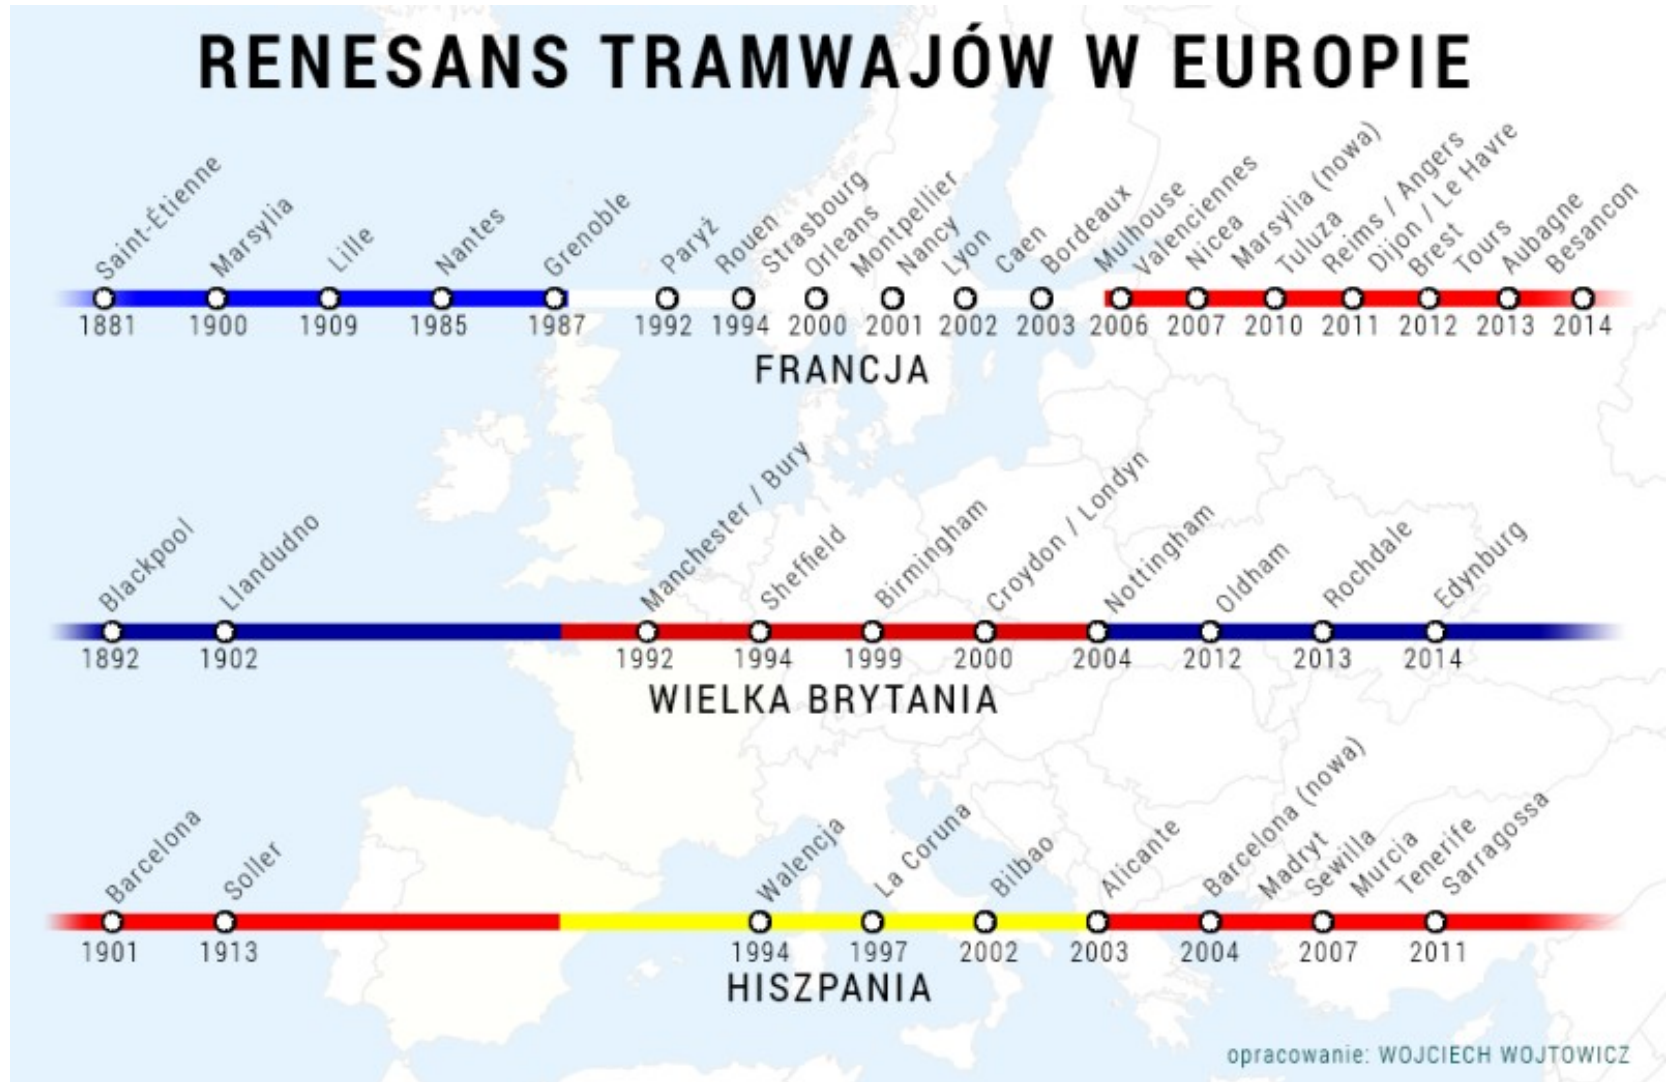 RENESANS TRAMWAJÓW W EUROPIE
Saint-Étienne
Marsylia
Lille
Nantes
Grenoble
Paryż
Rouen
Strasbourg
Orleans
Montpellier
Nancy
Lyon
Caen
Bordeaux
Mulhouse
Valenciennes
Nicea
Marsylia (nowa)
Tuluza
Reims / Angers
Dijon / Le Havre
Brest
Tours
Aubagne
Besancon
1881 1900 1909 1985 1987 1992 1994 2000 2001 2002 2003 2006 2007 2010 2011 2012 2013 2014
FRANCJA
Blackpool
Llandudno
Manchester / Bury
Sheffield
Birmingham
Croydon / Londyn
Nottingham
Oldham
Rochdale
Edynburg
1892 1902 1992 1994 1999 2000 2004 2012 2013 2014
WIELKA BRYTANIA
Barcelona
Soller
Walencja
La Coruna
Bilbao
Alicante
Barcelona (nowa)
Madryt
Sewilla
Murcia
Tenerife
Sarragossa
1901 1913 1994 1997 2002 2003 2004 2007 2011
HISZPANIA
opracowanie: WOJCIECH WOJTOWICZ